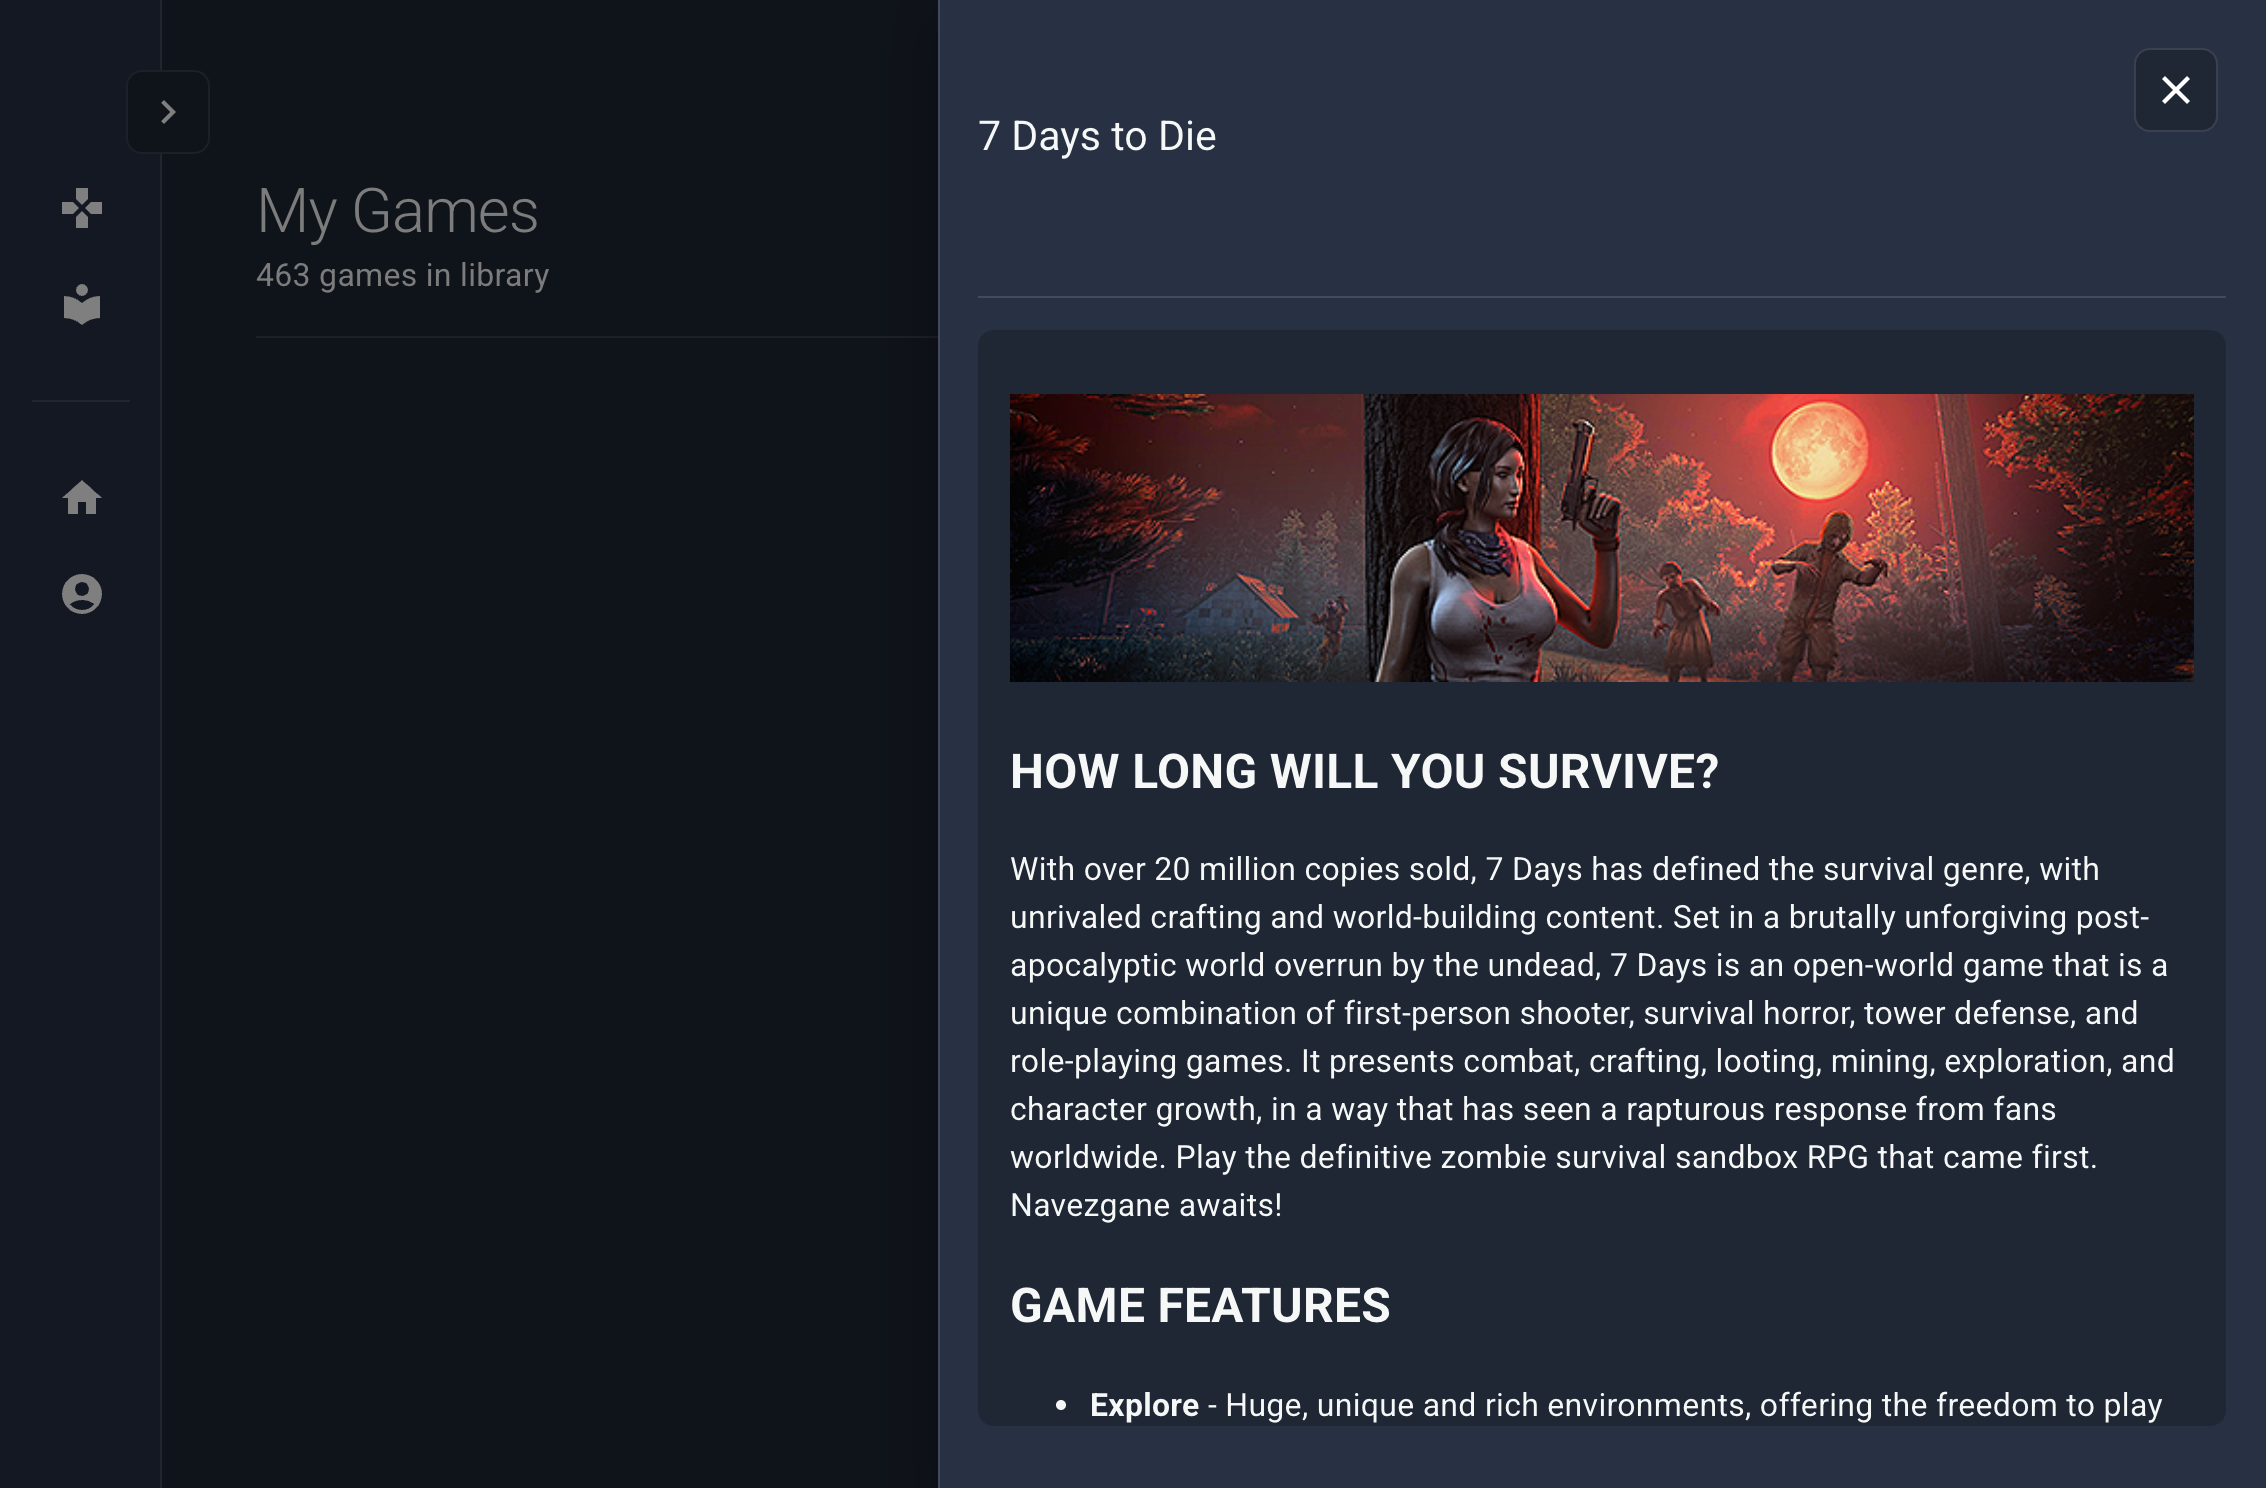 My Games
463 games in library
7 Days to Die
HOW LONG WILL YOU SURVIVE?
With over 20 million copies sold, 7 Days has defined the survival genre, with
unrivaled crafting and world-building content. Set in a brutally unforgiving post-
apocalyptic world overrun by the undead, 7 Days is an open-world game that is a
unique combination of first-person shooter, survival horror, tower defense, and
role-playing games. It presents combat, crafting, looting, mining, exploration, and
character growth, in a way that has seen a rapturous response from fans
worldwide. Play the definitive zombie survival sandbox RPG that came first.
Navezgane awaits!
GAME FEATURES
• Explore - Huge, unique and rich environments, offering the freedom to play